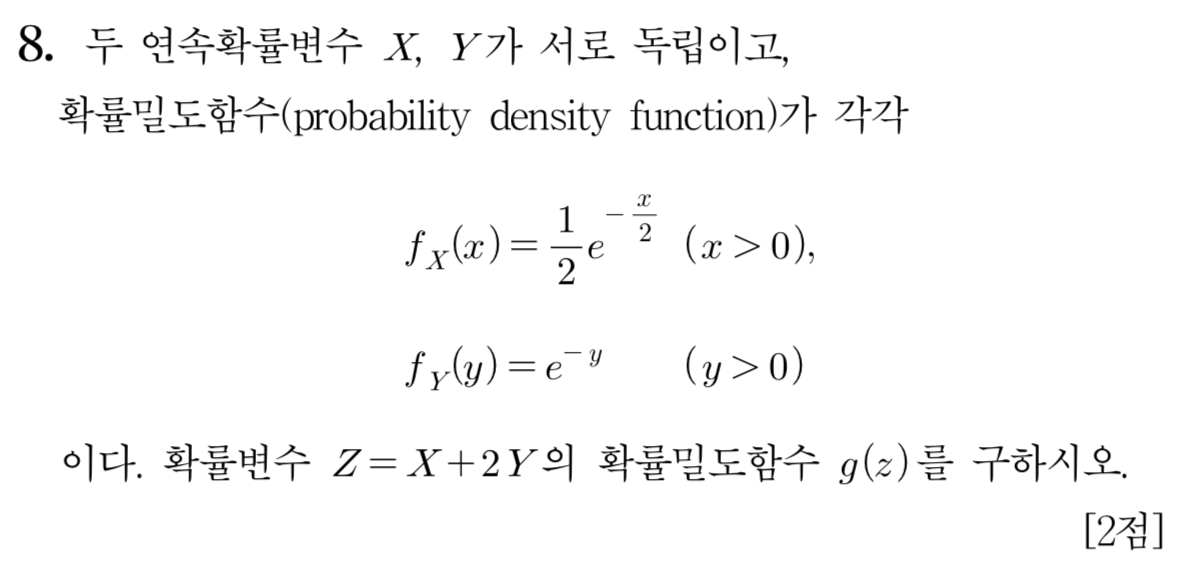 8. 두 연속확률변수 X, Y가 서로 독립이고,
확률밀도함수(probability density function)가 각각
f_X(x) = \frac{1}{2}e^{-\frac{x}{2}} (x > 0),
f_Y(y) = e^{-y} (y > 0)
이다. 확률변수 Z = X + 2Y의 확률밀도함수 g(z)를 구하시오.
[2점]